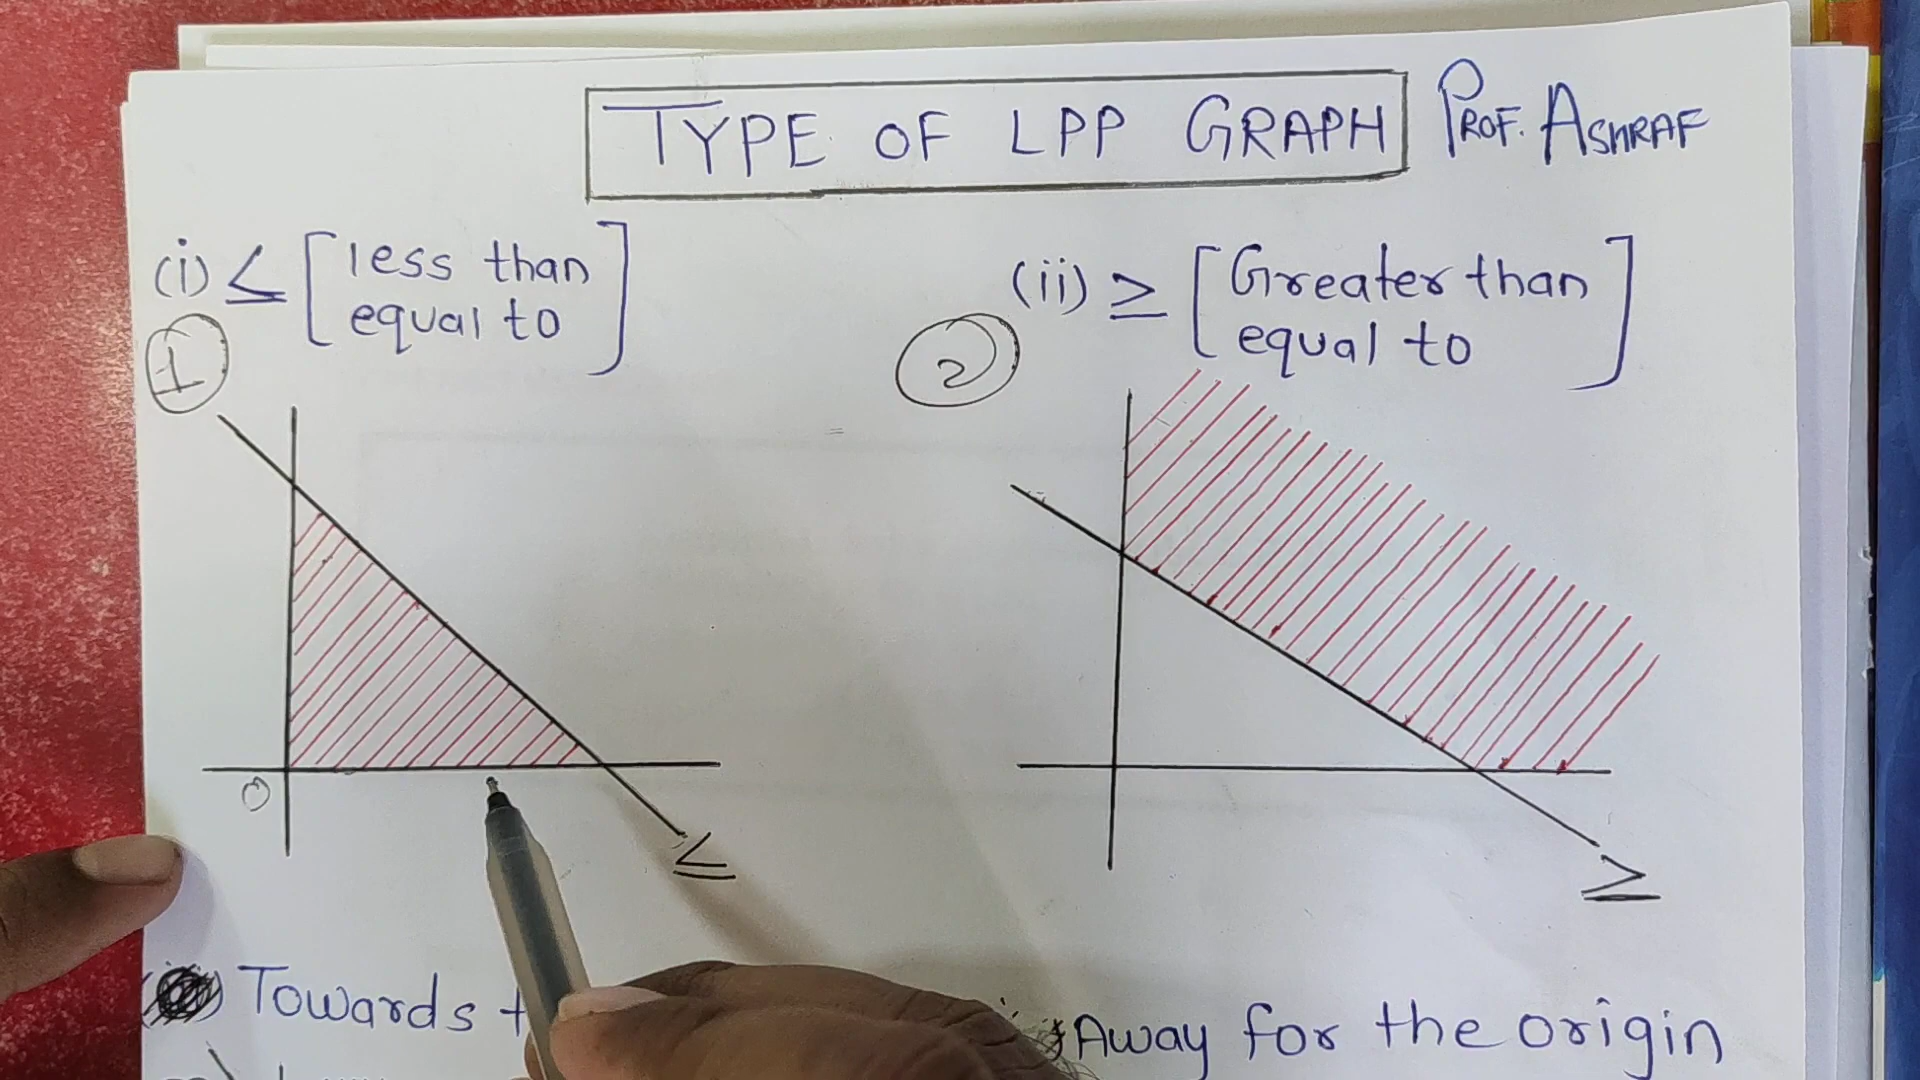 TYPE OF LPP GRAPH
PROF. ASHRAF
(i) ≤ [less than
equal to]
1
(ii) ≥ [Greater than
equal to]
2
O
≤
≥
Towards
Away for the origin